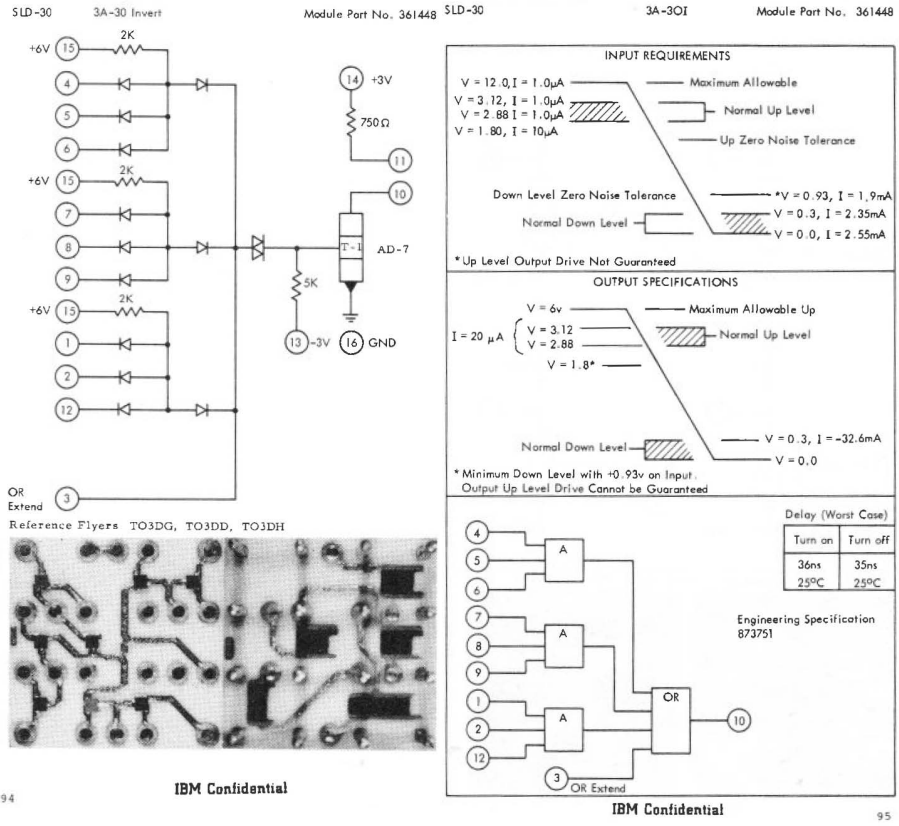 SLD-30 3A-30 Invert Module Part No. 361448
+6V 15 2K
4
5
6
+6V 15 2K
7
8
9
+6V 15 2K
1
2
12
14 +3V
750Ω
11
10
T-1 AD-7
5K
13 -3V 16 GND
OR
Extend 3
Reference Flyers TO3DG, TO3DD, TO3DH
IBM Confidential
94
SLD-30 3A-3OI Module Part No. 361448
INPUT REQUIREMENTS
V = 12.0, I = 1.0µA Maximum Allowable
V = 3.12, I = 1.0µA
Normal Up Level
V = 2.88 I = 1.0µA
V = 1.80, I = 10µA
Up Zero Noise Tolerance
Down Level Zero Noise Tolerance *V = 0.93, I = 1.9mA
Normal Down Level V = 0.3, I = 2.35mA
V = 0.0, I = 2.55mA
*Up Level Output Drive Not Guaranteed
OUTPUT SPECIFICATIONS
V = 6v Maximum Allowable Up
I = 20 µA V = 3.12 Normal Up Level
V = 2.88
V = 1.8*
Normal Down Level V = 0.3, I = -32.6mA
V = 0.0
*Minimum Down Level with +0.93v on Input.
Output Up Level Drive Cannot be Guaranteed
Delay (Worst Case)
Turn on Turn off
36ns 35ns
25ºC 25ºC
Engineering Specification
873751
4
5 A
6
7
8 A
9
1
2 A
12
OR
10
3
OR Extend
IBM Confidential
95